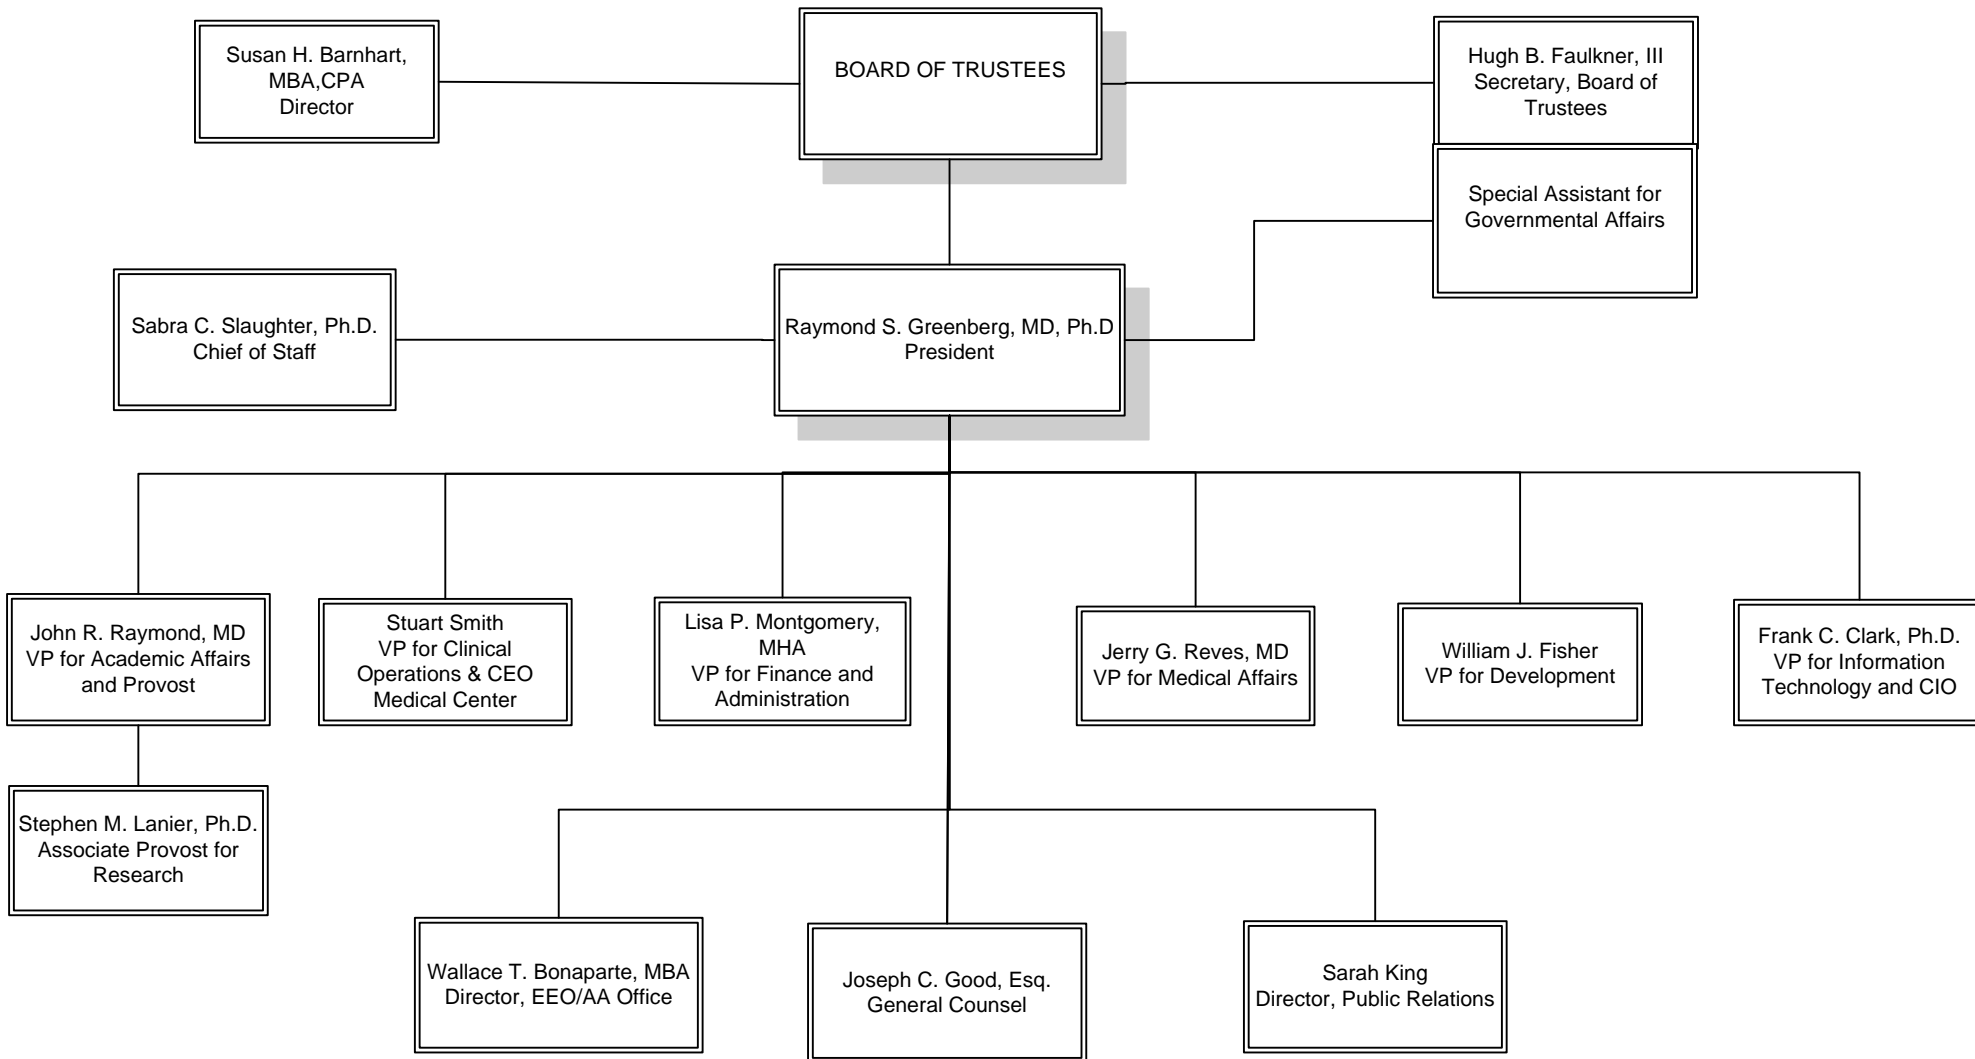 Susan H. Barnhart,
MBA,CPA
Director
BOARD OF TRUSTEES
Hugh B. Faulkner, III
Secretary, Board of
Trustees
Special Assistant for
Governmental Affairs
Sabra C. Slaughter, Ph.D.
Chief of Staff
Raymond S. Greenberg, MD, Ph.D
President
John R. Raymond, MD
VP for Academic Affairs
and Provost
Stuart Smith
VP for Clinical
Operations & CEO
Medical Center
Lisa P. Montgomery,
MHA
VP for Finance and
Administration
Jerry G. Reves, MD
VP for Medical Affairs
William J. Fisher
VP for Development
Frank C. Clark, Ph.D.
VP for Information
Technology and CIO
Stephen M. Lanier, Ph.D.
Associate Provost for
Research
Wallace T. Bonaparte, MBA
Director, EEO/AA Office
Joseph C. Good, Esq.
General Counsel
Sarah King
Director, Public Relations